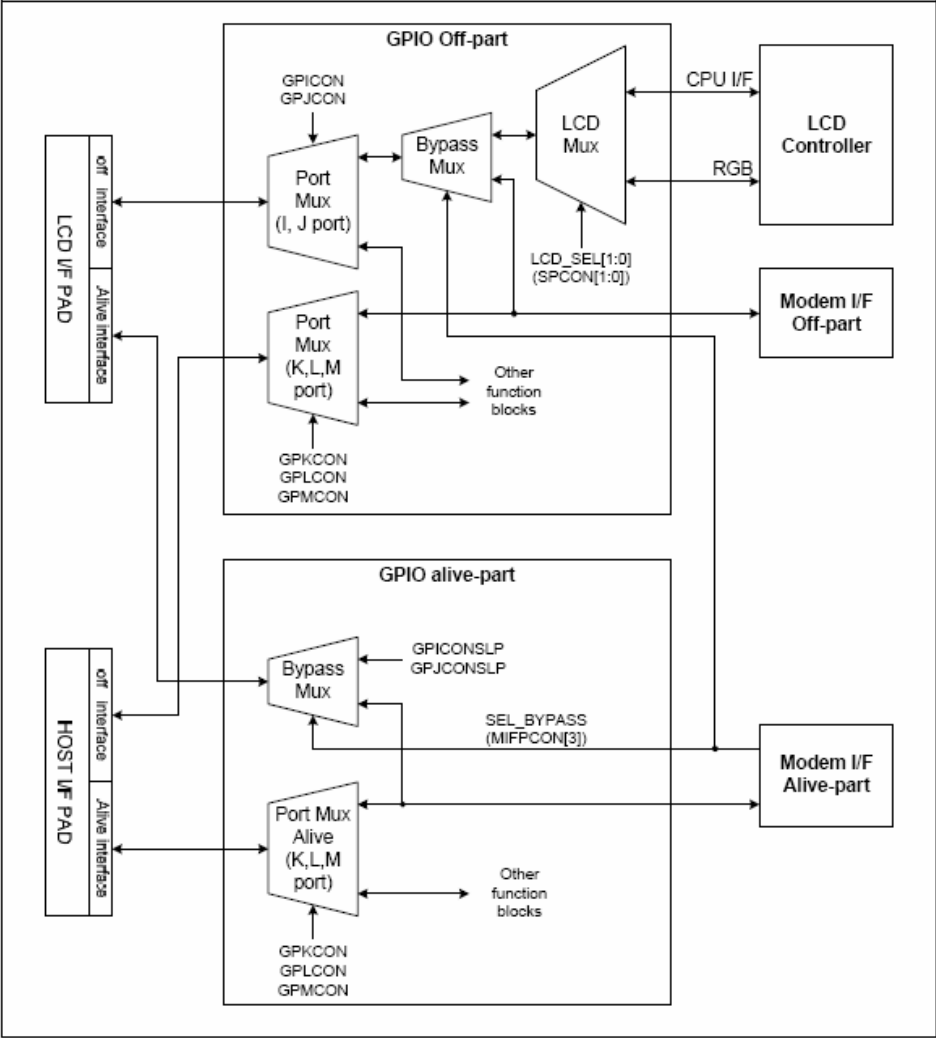 GPIO Off-part
GPICON
GPJCON
Port
Mux
(I, J port)
Bypass
Mux
LCD
Mux
CPU I/F
RGB
LCD
Controller
LCD_SEL[1:0]
(SPCON[1:0])
LCD I/F PAD
off interface
Alive interface
Port
Mux
(K,L,M
port)
Modem I/F
Off-part
Other
function
blocks
GPKCON
GPLCON
GPMCON
GPIO alive-part
Bypass
Mux
GPICONSLP
GPJCONSLP
SEL_BYPASS
(MIFPCON[3])
HOST I/F PAD
off interface
Alive interface
Modem I/F
Alive-part
Port Mux
Alive
(K,L,M
port)
Other
function
blocks
GPKCON
GPLCON
GPMCON